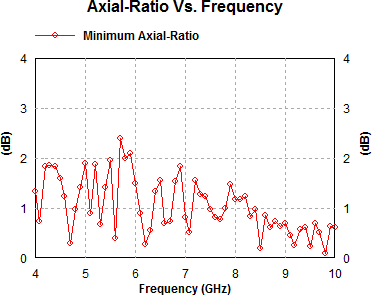 Axial-Ratio Vs. Frequency
Minimum Axial-Ratio
4 4
3 3
2 2
1 1
0 0
(dB) (dB)
4 5 6 7 8 9 10
Frequency (GHz)